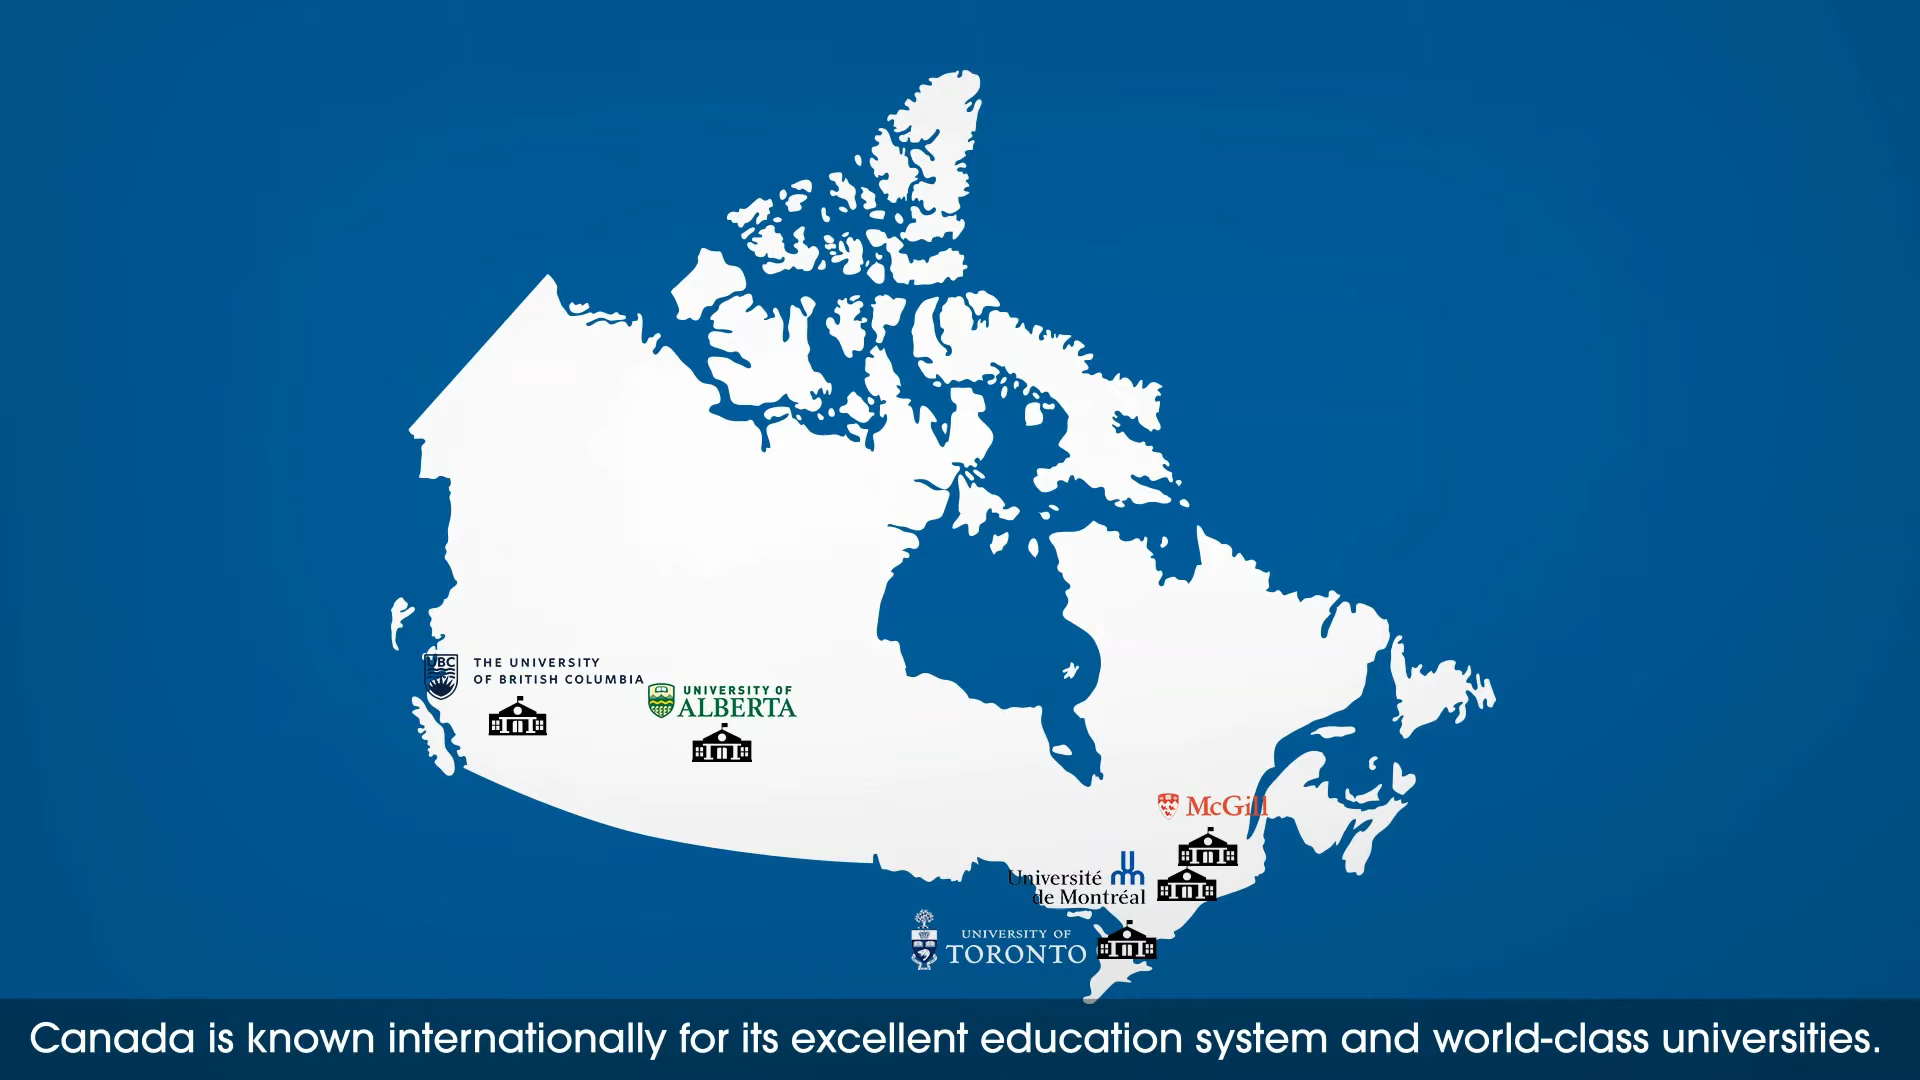 UBC
THE UNIVERSITY
OF BRITISH COLUMBIA
UNIVERSITY OF
ALBERTA
McGill
Université
de Montréal
UNIVERSITY OF
TORONTO
Canada is known internationally for its excellent education system and world-class universities.